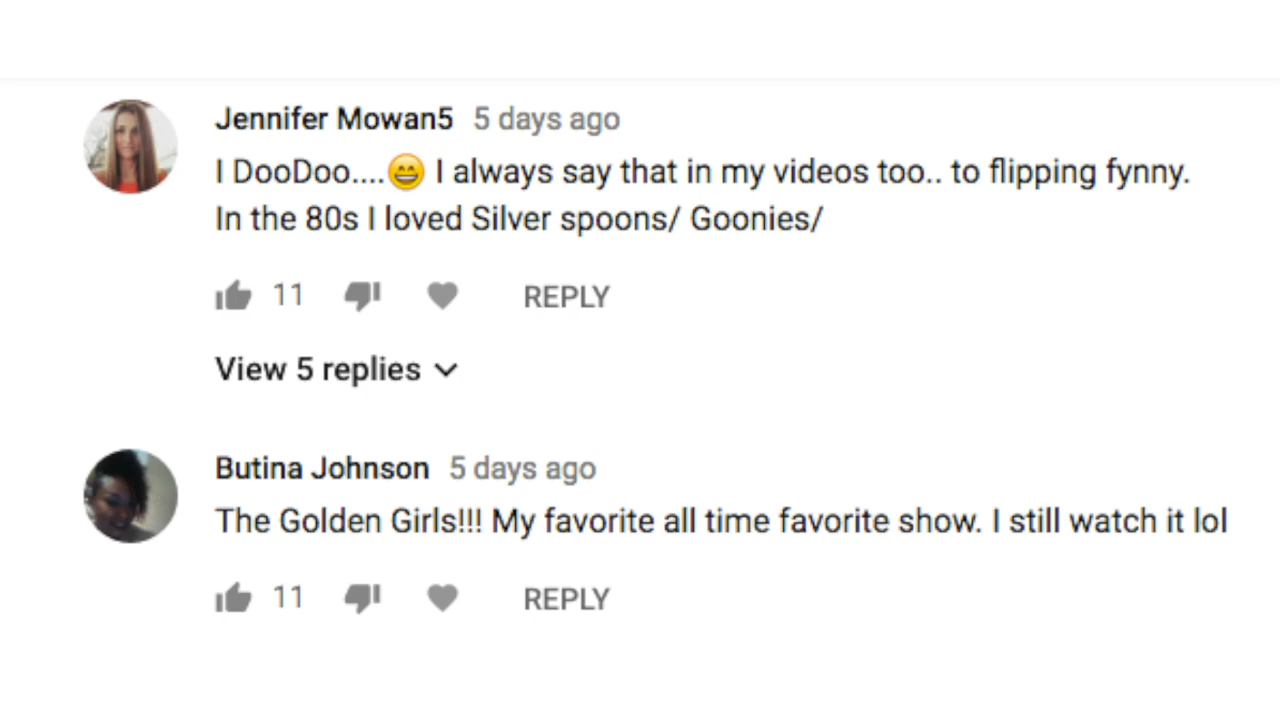 Jennifer Mowan5 5 days ago
I DooDoo....😄 I always say that in my videos too.. to flipping fynny.
In the 80s I loved Silver spoons/ Goonies/
11 REPLY
View 5 replies
Butina Johnson 5 days ago
The Golden Girls!!! My favorite all time favorite show. I still watch it lol
11 REPLY